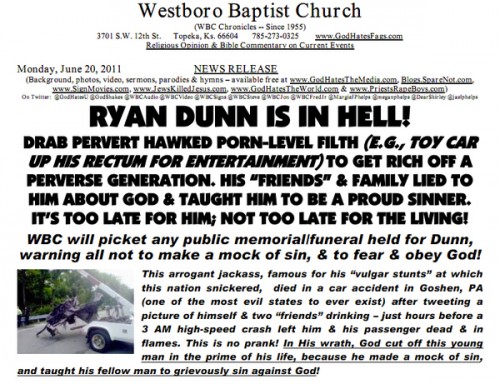 Westboro Baptist Church
(WBC Chronicles -- Since 1955)
3701 S.W. 12th St. Topeka, Ks. 66604 785-273-0325 www.GodHatesFags.com
Religious Opinion & Bible Commentary on Current Events
Monday, June 20, 2011 NEWS RELEASE
(Background, photos, video, sermons, parodies & hymns – available free at www.GodHatesTheMedia.com, Blogs.SpareNot.com,
www.SignMovies.com, www.JewsKilledJesus.com, www.GodHatesTheWorld.com & www.PriestsRapeBoys.com)
On Twitter: @GodHatesU @GodShakes @WBCAudio @WBCVideo @WBCSigns @WBCSteve @WBCJon @WBCFredJr @MargiePhelps @meganphelps @DearShirley @jaelphelps
RYAN DUNN IS IN HELL!
DRAB PERVERT HAWKED PORN-LEVEL FILTH (E.G., TOY CAR
UP HIS RECTUM FOR ENTERTAINMENT) TO GET RICH OFF A
PERVERSE GENERATION. HIS "FRIENDS" & FAMILY LIED TO
HIM ABOUT GOD & TAUGHT HIM TO BE A PROUD SINNER.
IT'S TOO LATE FOR HIM; NOT TOO LATE FOR THE LIVING!
WBC will picket any public memorial/funeral held for Dunn,
warning all not to make a mock of sin, & to fear & obey God!
This arrogant jackass, famous for his "vulgar stunts" at which
this nation snickered, died in a car accident in Goshen, PA
(one of the most evil states to ever exist) after tweeting a
picture of himself & two "friends" drinking – just hours before a
3 AM high-speed crash left him & his passenger dead & in
flames. This is no prank! In His wrath, God cut off this young
man in the prime of his life, because he made a mock of sin,
and taught his fellow man to grievously sin against God!